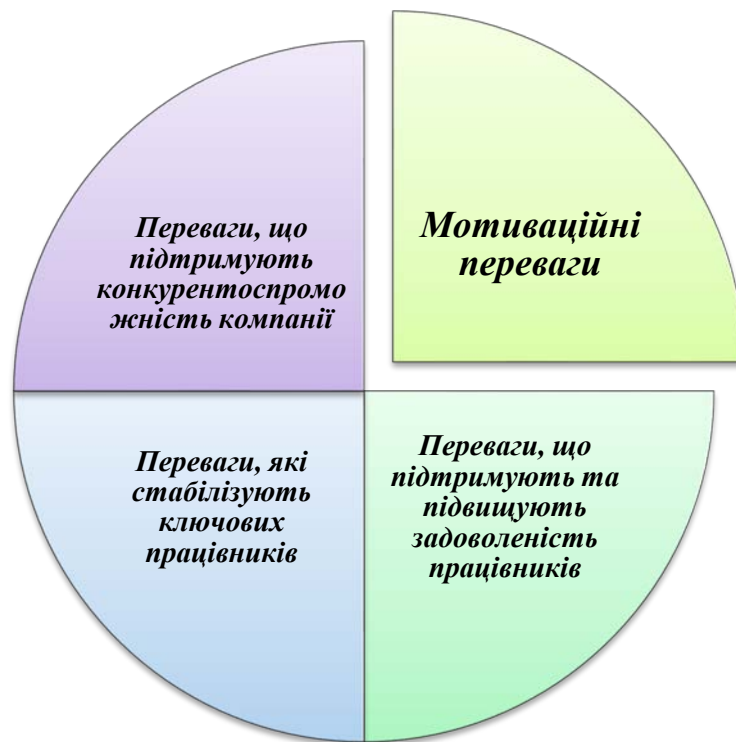 Переваги, що
підтримують
конкурентоспромо
жність компанії
Мотиваційні
переваги
Переваги, які
стабілізують
ключових
працівників
Переваги, що
підтримують та
підвищують
задоволеність
працівників